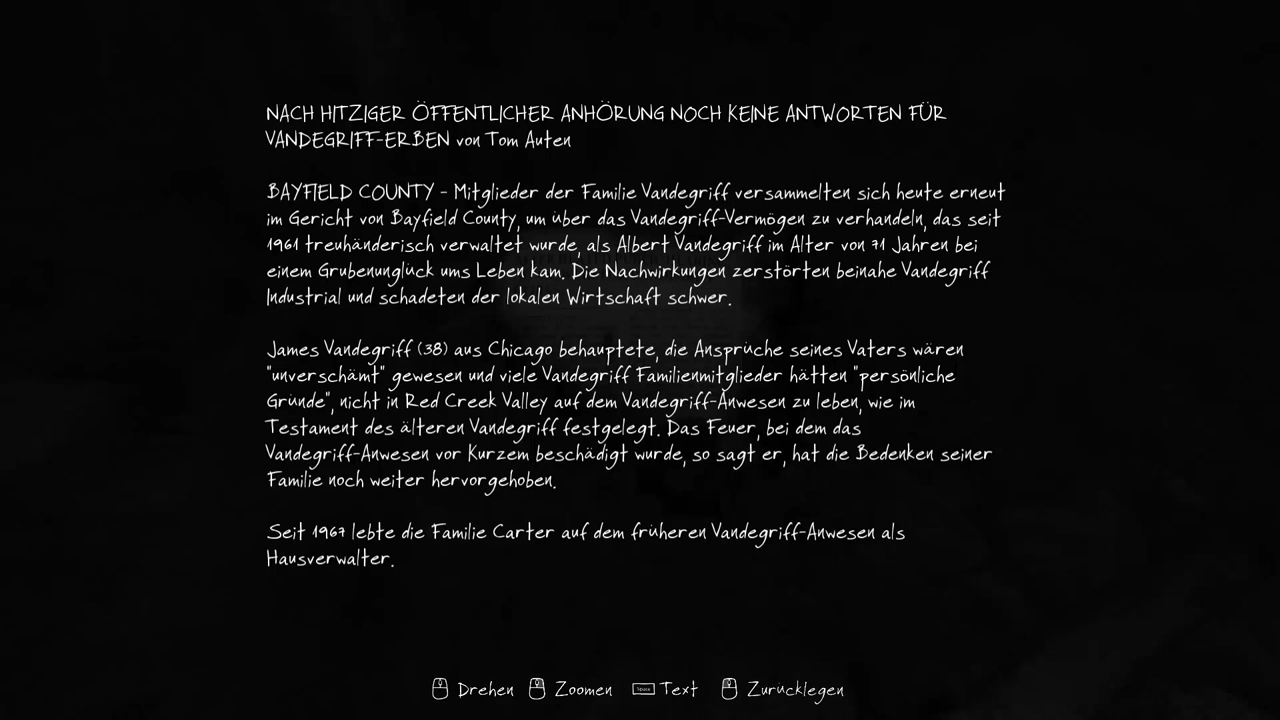 NACH HITZIGER ÖFFENTLICHER ANHÖRUNG NOCH KEINE ANTWORTEN FÜR
VANDEGRIFF-ERBEN von Tom Auten
BAYFIELD COUNTY - Mitglieder der Familie Vandegriff versammelten sich heute erneut
im Gericht von Bayfield County, um über das Vandegriff-Vermögen zu verhandeln, das seit
1961 treuhänderisch verwaltet wurde, als Albert Vandegriff im Alter von 71 Jahren bei
einem Grubenunglück ums Leben kam. Die Nachwirkungen zerstörten beinahe Vandegriff
Industrial und schadeten der lokalen Wirtschaft schwer.
James Vandegriff (38) aus Chicago behauptete, die Ansprüche seines Vaters wären
"unverschämt" gewesen und viele Vandegriff Familienmitglieder hätten "persönliche
Gründe", nicht in Red Creek Valley auf dem Vandegriff-Anwesen zu leben, wie im
Testament des älteren Vandegriff festgelegt. Das Feuer, bei dem das
Vandegriff-Anwesen vor Kurzem beschädigt wurde, so sagt er, hat die Bedenken seiner
Familie noch weiter hervorgehoben.
Seit 1967 lebte die Familie Carter auf dem früheren Vandegriff-Anwesen als
Hausverwalter.
Drehen Zoomen Space Text Zurücklegen